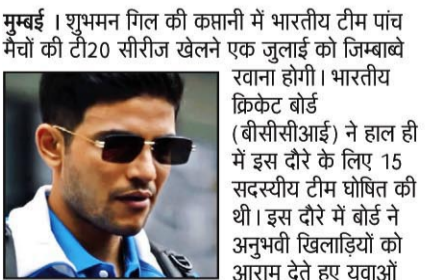 मुम्बई । शुभमन गिल की कप्तानी में भारतीय टीम पांच
मैचों की टी20 सीरीज खेलने एक जुलाई को जिम्बाब्वे
रवाना होगी। भारतीय
क्रिकेट बोर्ड
(बीसीसीआई) ने हाल ही
में इस दौरे के लिए 15
सदस्यीय टीम घोषित की
थी। इस दौरे में बोर्ड ने
अनुभवी खिलाड़ियों को
आराम देते हुए युवाओं